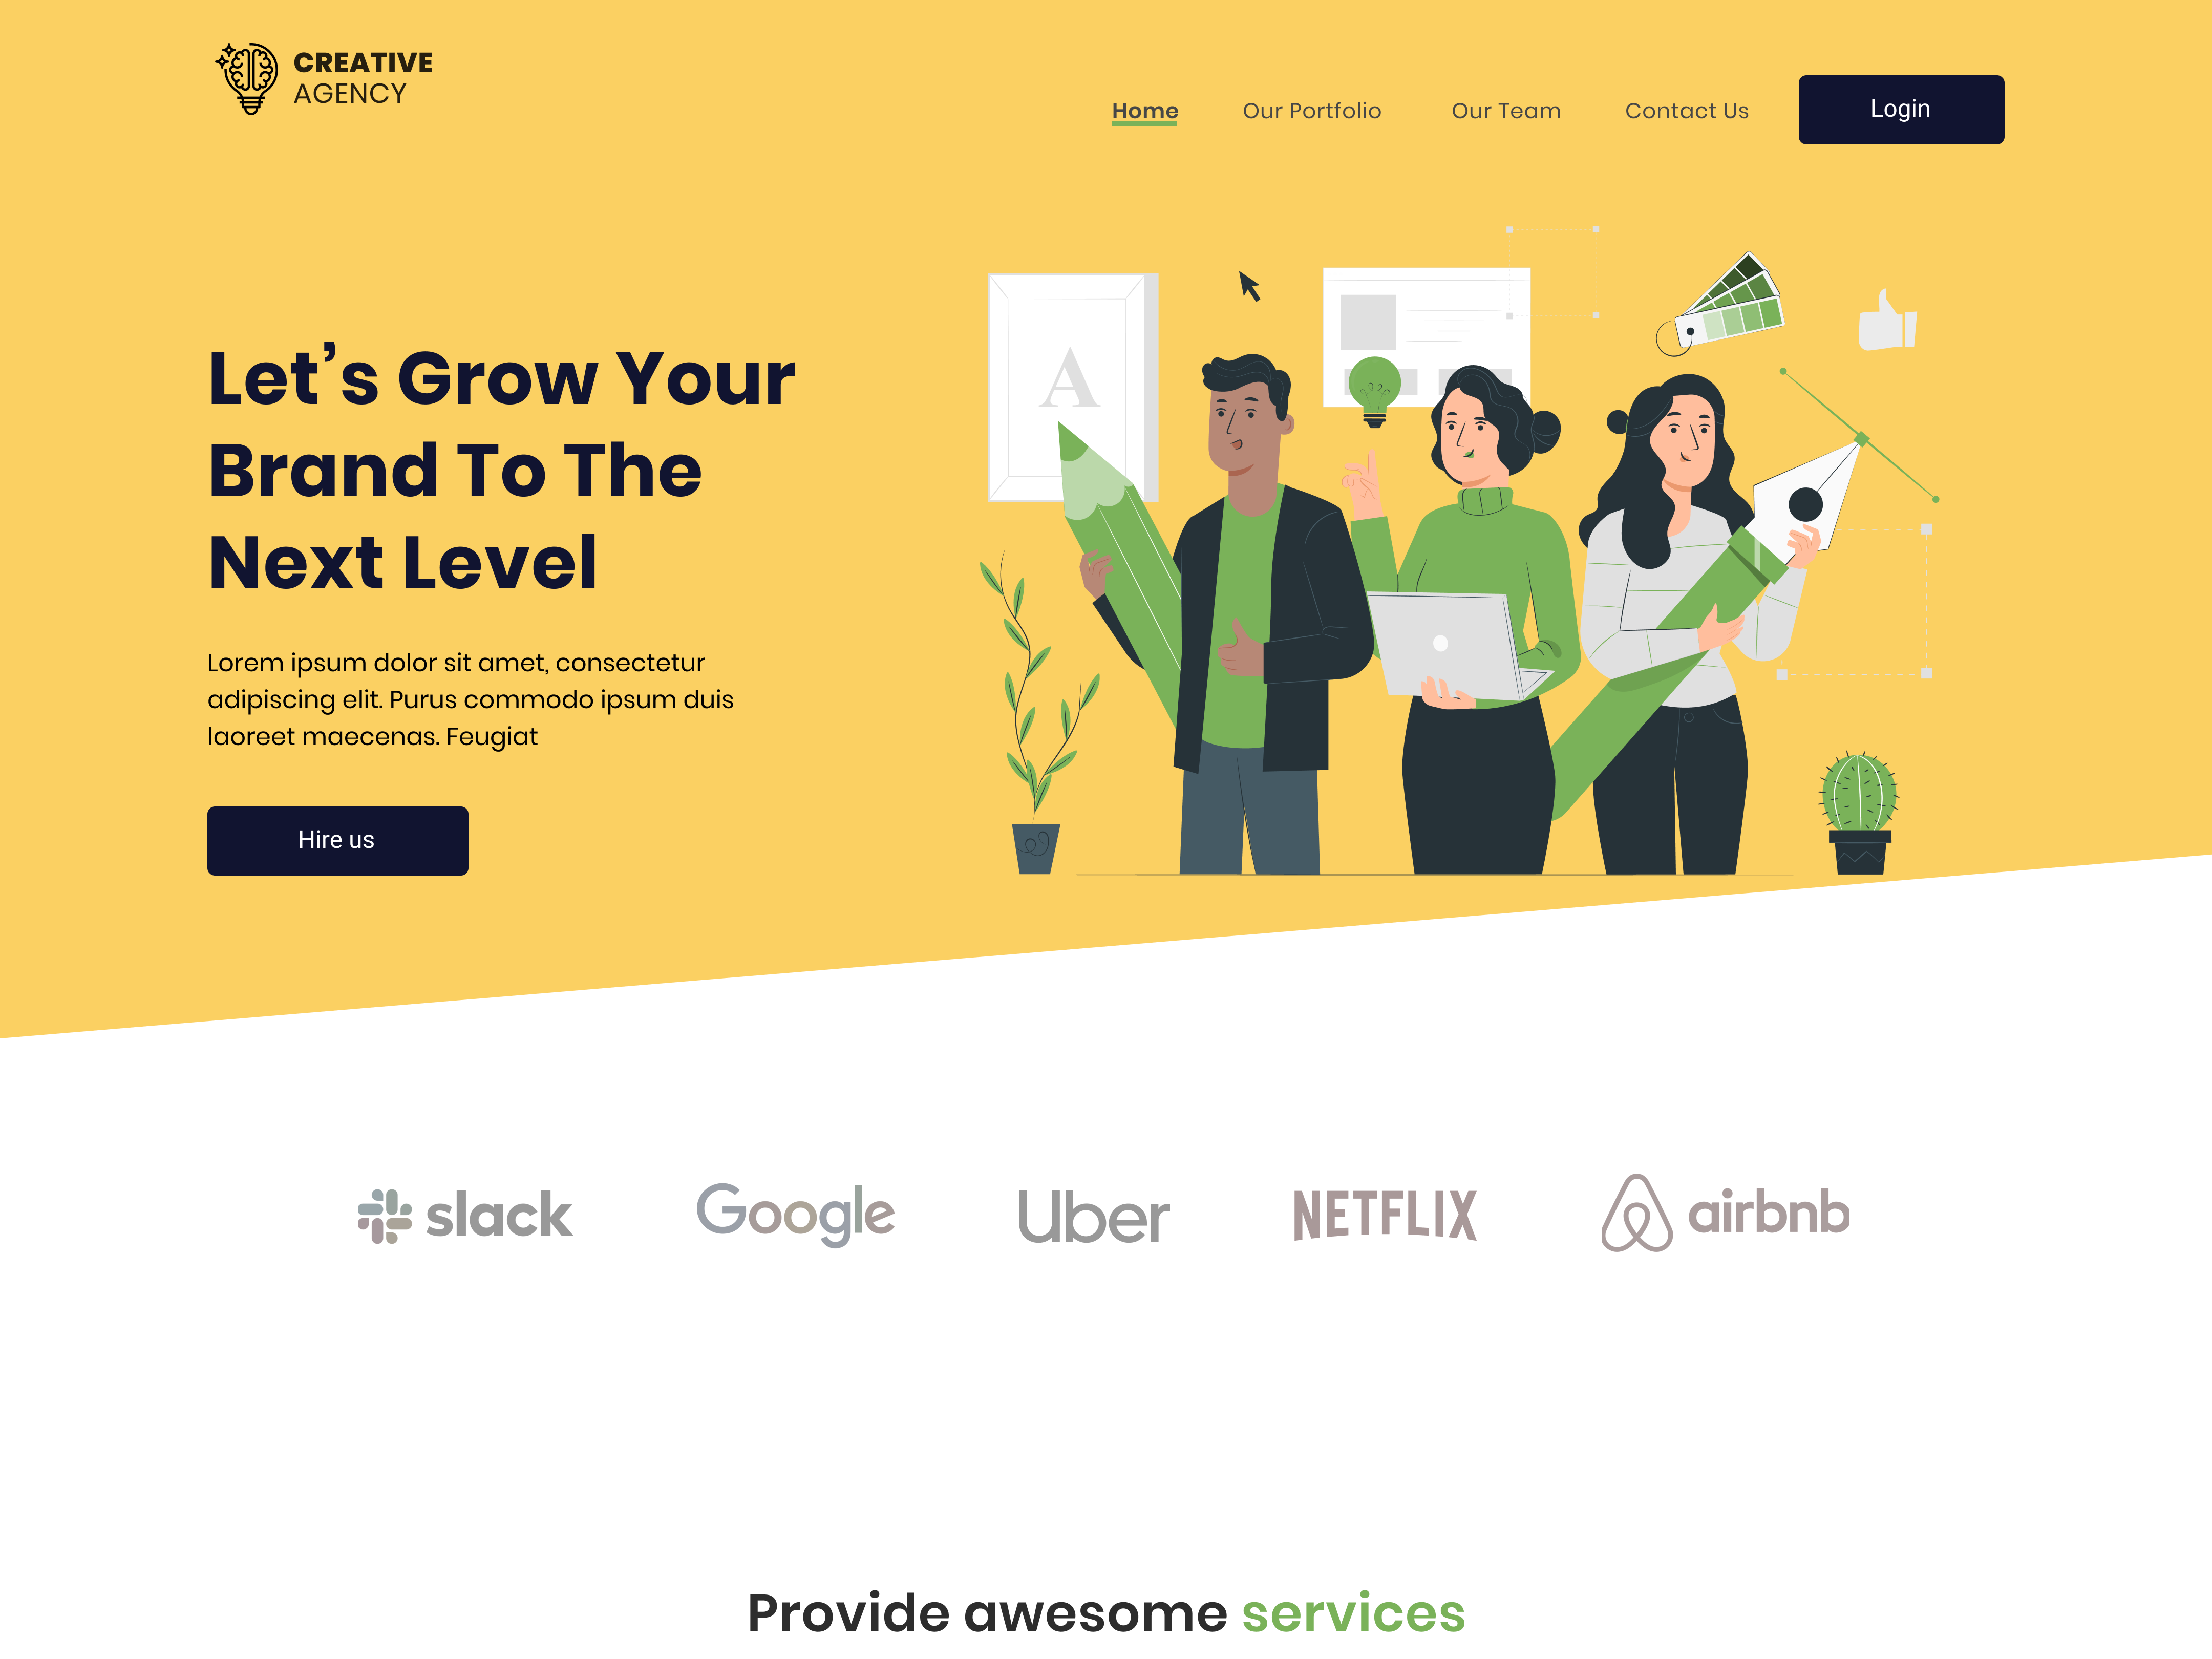 CREATIVE
AGENCY
Home
Our Portfolio
Our Team
Contact Us
Login
A
Let’s Grow Your
Brand To The
Next Level
Lorem ipsum dolor sit amet, consectetur
adipiscing elit. Purus commodo ipsum duis
laoreet maecenas. Feugiat
Hire us
slack
Google
Uber
NETFLIX
airbnb
Provide awesome services